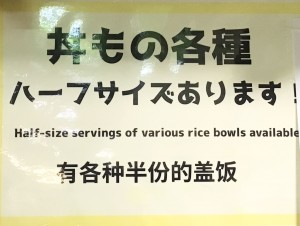 丼もの各種
ハーフサイズあります！
Half-size servings of various rice bowls available
有各种半份的盖饭